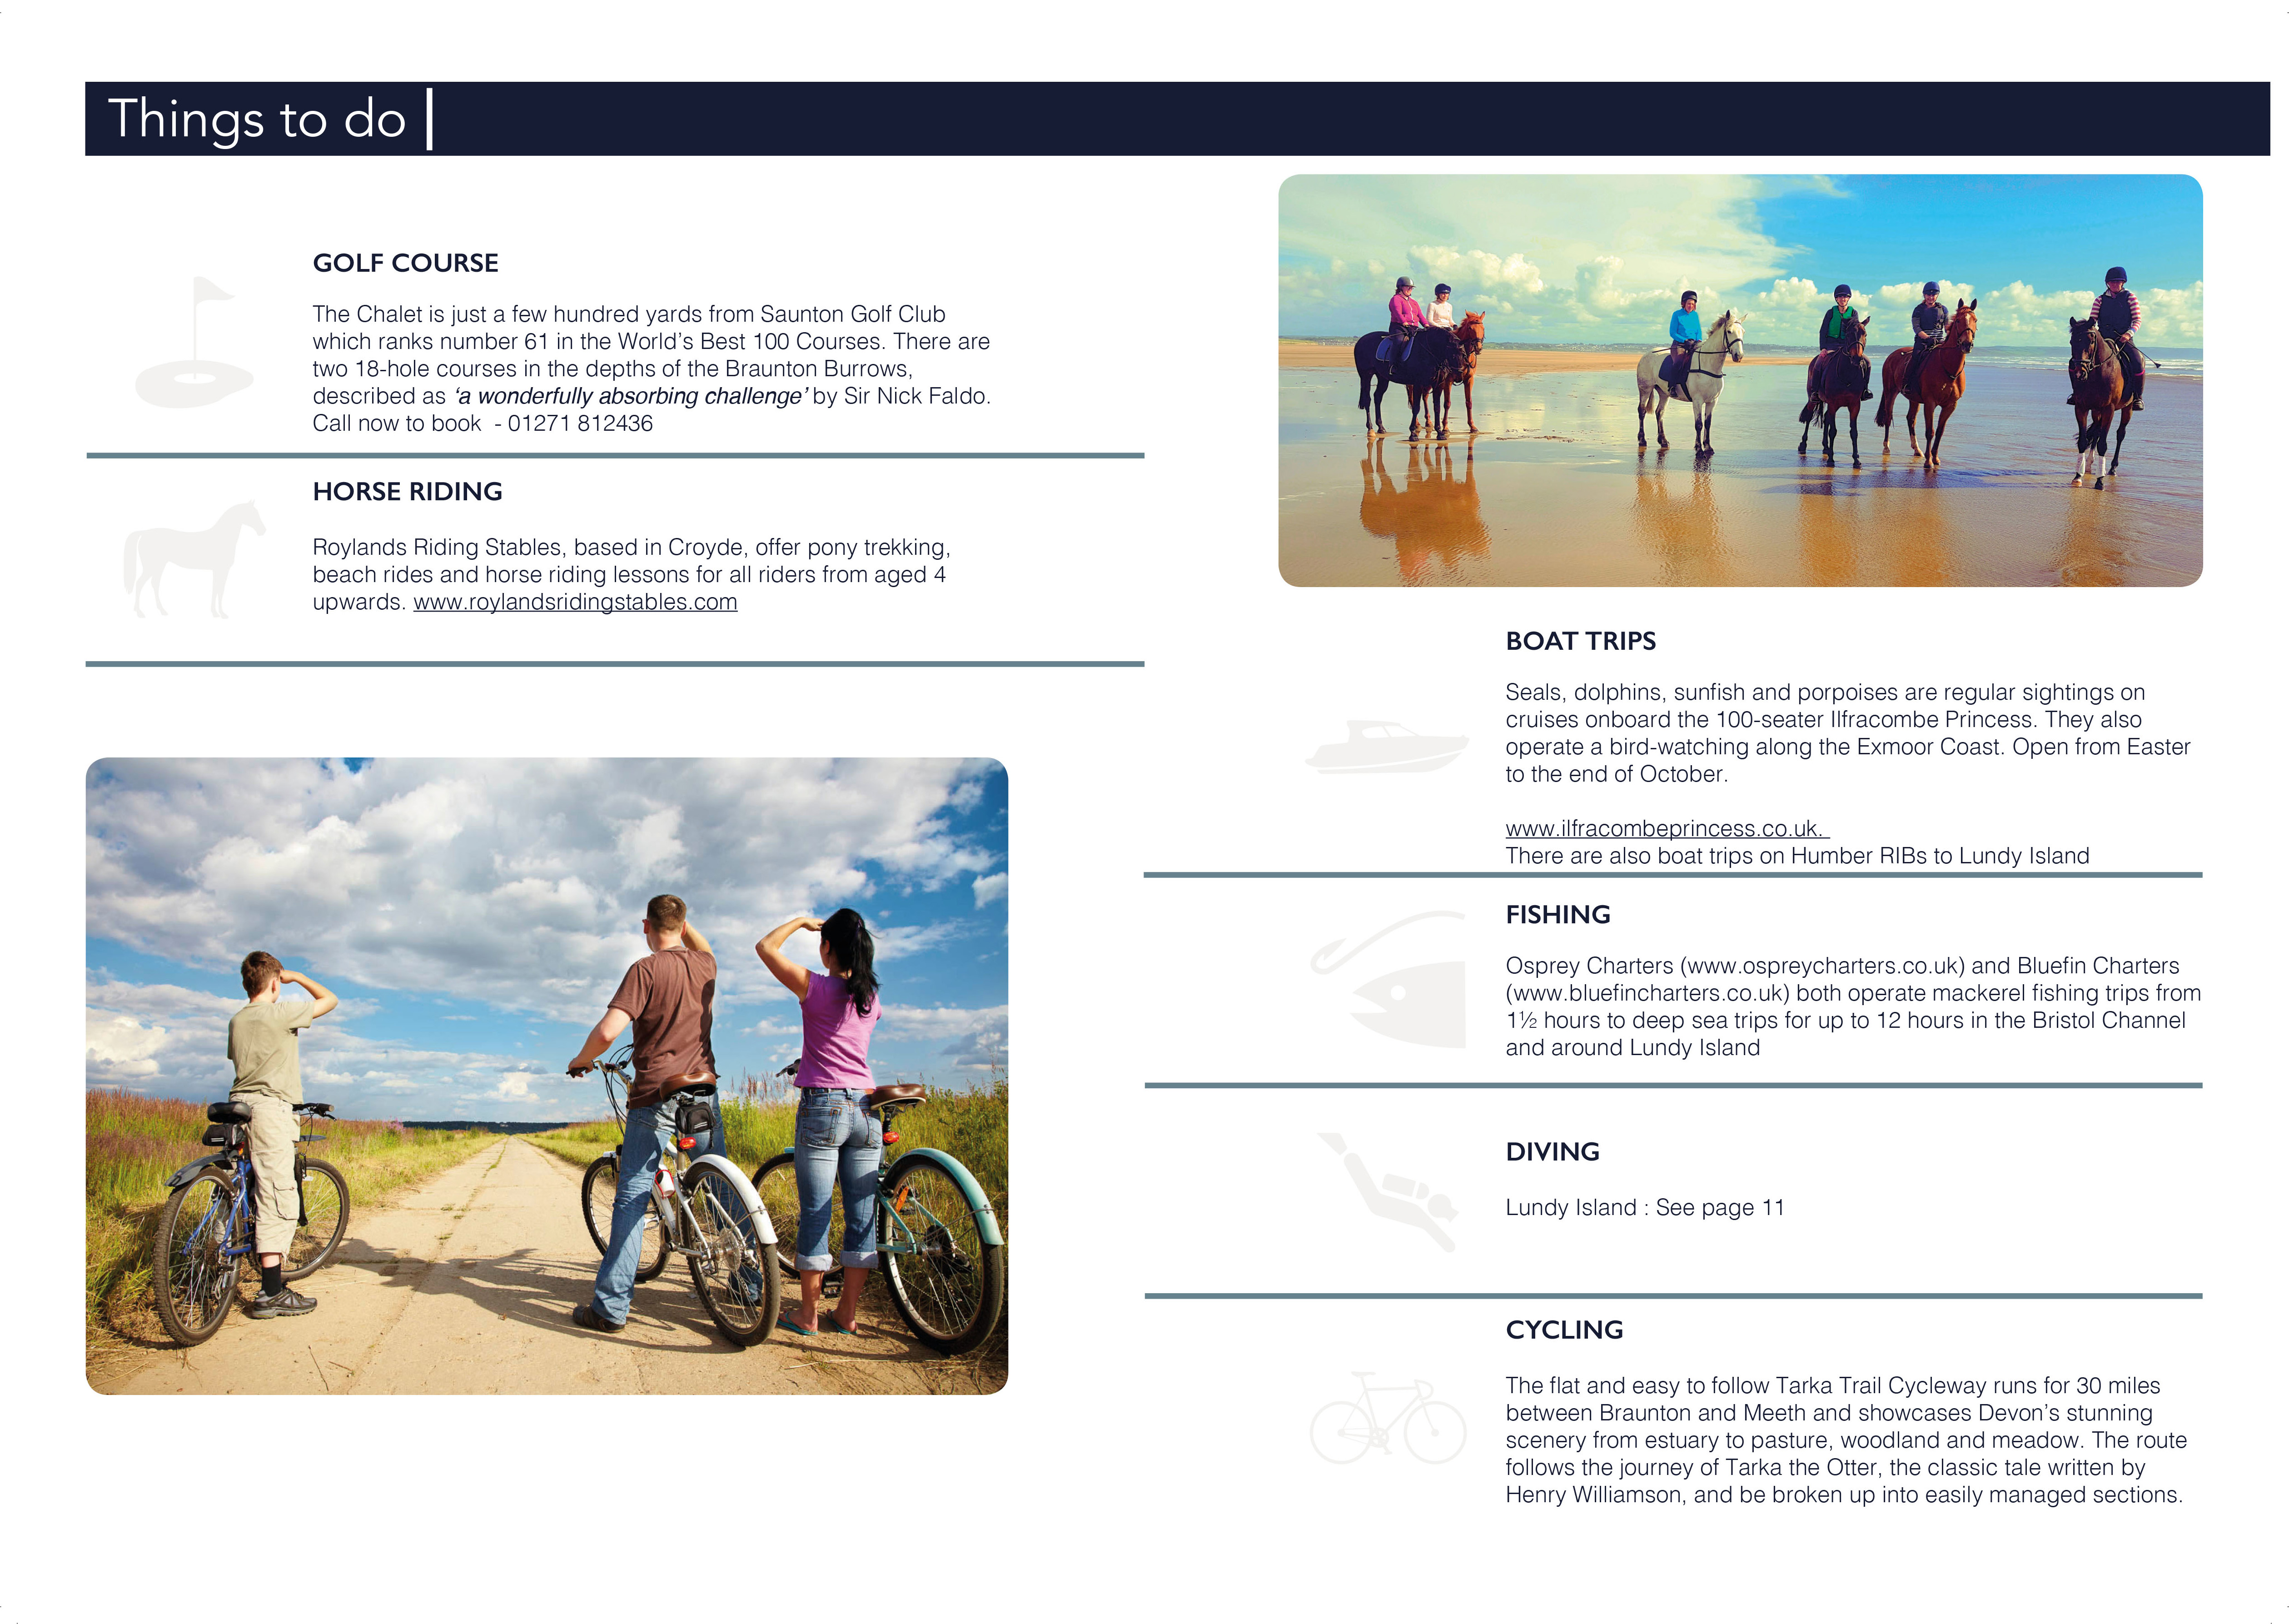 Things to do
GOLF COURSE
The Chalet is just a few hundred yards from Saunton Golf Club
which ranks number 61 in the World's Best 100 Courses. There are
two 18-hole courses in the depths of the Braunton Burrows,
described as ‘a wonderfully absorbing challenge’ by Sir Nick Faldo.
Call now to book  - 01271 812436
HORSE RIDING
Roylands Riding Stables, based in Croyde, offer pony trekking,
beach rides and horse riding lessons for all riders from aged 4
upwards. www.roylandsridingstables.com
BOAT TRIPS
Seals, dolphins, sunfish and porpoises are regular sightings on
cruises onboard the 100-seater Ilfracombe Princess. They also
operate a bird-watching along the Exmoor Coast. Open from Easter
to the end of October.
www.ilfracombeprincess.co.uk.
There are also boat trips on Humber RIBs to Lundy Island
FISHING
Osprey Charters (www.ospreycharters.co.uk) and Bluefin Charters
(www.bluefincharters.co.uk) both operate mackerel fishing trips from
1½ hours to deep sea trips for up to 12 hours in the Bristol Channel
and around Lundy Island
DIVING
Lundy Island : See page 11
CYCLING
The flat and easy to follow Tarka Trail Cycleway runs for 30 miles
between Braunton and Meeth and showcases Devon's stunning
scenery from estuary to pasture, woodland and meadow. The route
follows the journey of Tarka the Otter, the classic tale written by
Henry Williamson, and be broken up into easily managed sections.